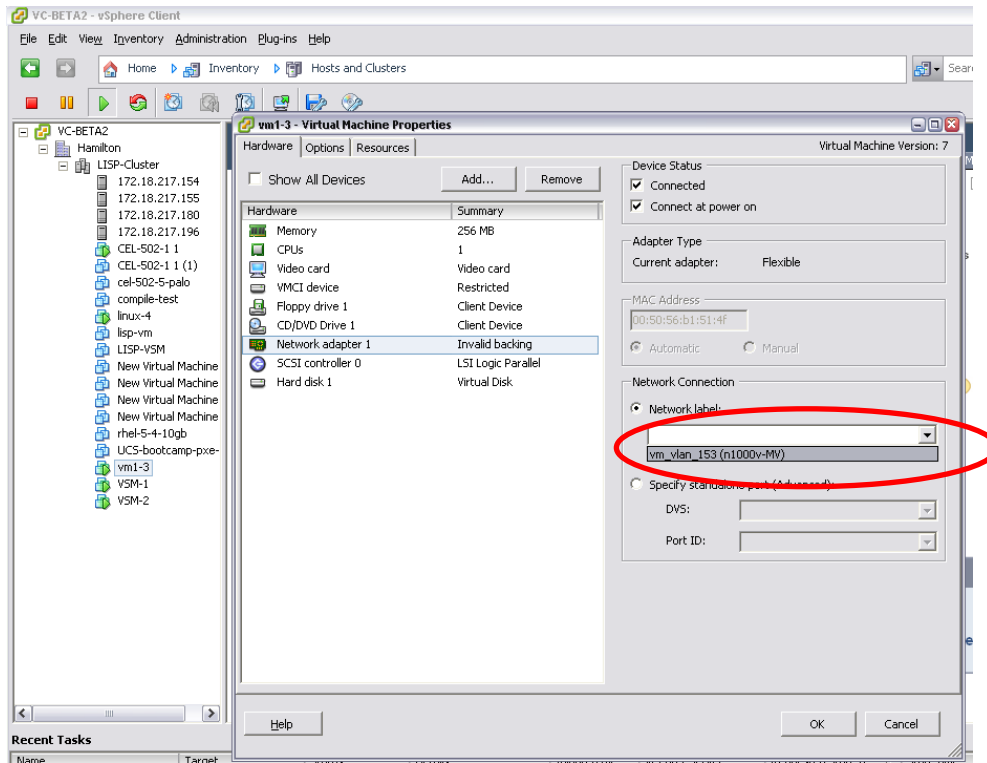 VC-BETA2 - vSphere Client
File Edit View Inventory Administration Plug-ins Help
Home Inventory Hosts and Clusters
VC-BETA2
Hamilton
LISP-Cluster
172.18.217.154
172.18.217.155
172.18.217.180
172.18.217.196
CEL-502-1 1
CEL-502-1 1 (1)
cel-502-5-palo
compile-test
linux-4
lisp-vm
LISP-VSM
New Virtual Machine
New Virtual Machine
New Virtual Machine
New Virtual Machine
rhel-5-4-10gb
UCS-bootcamp-pxe-
vm1-3
VSM-1
VSM-2
vm1-3 - Virtual Machine Properties
Hardware Options Resources Virtual Machine Version: 7
Show All Devices Add... Remove
Hardware Summary
Memory 256 MB
CPUs 1
Video card Video card
VMCI device Restricted
Floppy drive 1 Client Device
CD/DVD Drive 1 Client Device
Network adapter 1 Invalid backing
SCSI controller 0 LSI Logic Parallel
Hard disk 1 Virtual Disk
Device Status
Connected
Connect at power on
Adapter Type
Current adapter: Flexible
MAC Address
00:50:56:b1:51:4f
Automatic Manual
Network Connection
Network label:
vm_vlan_153 (n1000v-MV)
Specify standalone port (Advanced):
DVS:
Port ID:
Help OK Cancel
Recent Tasks
Name Target